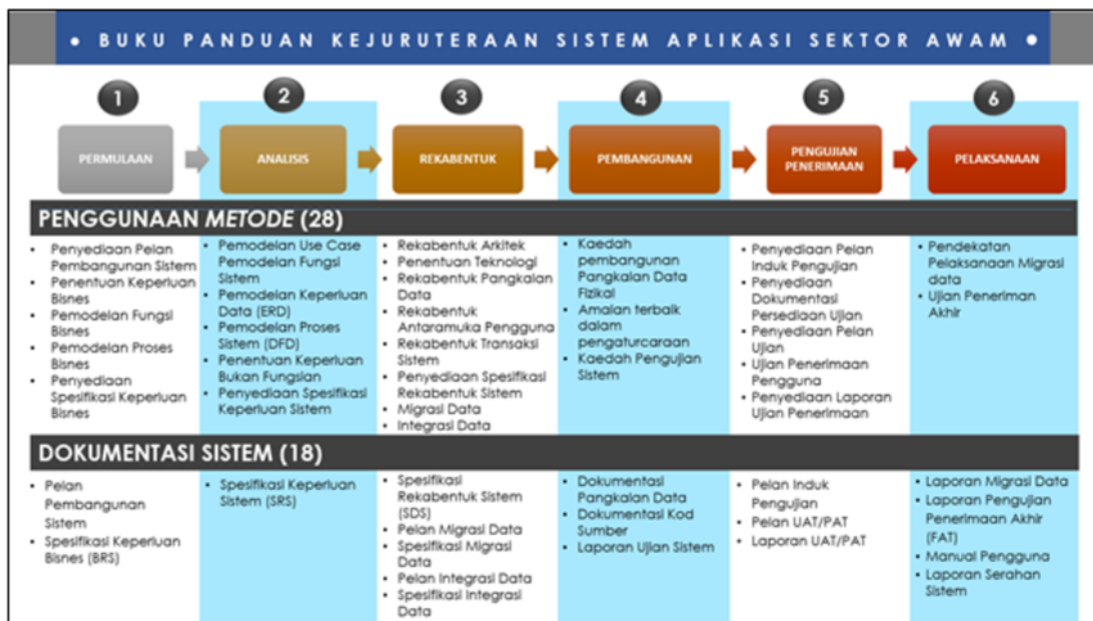 • BUKU PANDUAN KEJURUTERAAN SISTEM APLIKASI SEKTOR AWAM •
1
2
3
4
5
6
PERMULAAN
ANALISIS
REKABENTUK
PEMBANGUNAN
PENGUJIAN
PENERIMAAN
PELAKSANAAN
PENGGUNAAN METODE (28)
• Penyediaan Pelan
Pembangunan Sistem
• Penentuan Keperluan
Bisnes
• Pemodelan Fungsi
Bisnes
• Pemodelan Proses
Bisnes
• Penyediaan
Spesifikasi Keperluan
Bisnes
• Pemodelan Use Case
Pemodelan Fungsi
Sistem
• Pemodelan Keperluan
Data (ERD)
• Pemodelan Proses
Sistem (DFD)
• Penentuan Keperluan
Bukan Fungsian
• Penyediaan Spesifikasi
Keperluan Sistem
• Rekabentuk Arkitek
• Penentuan Teknologi
• Rekabentuk Pangkalan
Data
• Rekabentuk
Antaramuka Pengguna
• Rekabentuk Transaksi
Sistem
• Penyediaan Spesifikasi
Rekabentuk Sistem
• Migrasi Data
• Integrasi Data
• Kaedah
pembangunan
Pangkalan Data
Fizikal
• Amalan terbaik
dalam
pengaturcaraan
• Kaedah Pengujian
Sistem
• Penyediaan Pelan
Induk Pengujian
• Penyediaan
Dokumentasi
Persediaan Ujian
• Penyediaan Pelan
Ujian
• Ujian Penerimaan
Pengguna
• Penyediaan Laporan
Ujian Penerimaan
• Pendekatan
Pelaksanaan Migrasi
data
• Ujian Peneriman
Akhir
DOKUMENTASI SISTEM (18)
• Pelan
Pembangunan
Sistem
• Spesifikasi Keperluan
Bisnes (BRS)
• Spesifikasi Keperluan
Sistem (SRS)
• Spesifikasi
Rekabentuk Sistem
(SDS)
• Pelan Migrasi Data
• Spesifikasi Migrasi
Data
• Pelan Integrasi Data
• Spesifikasi Integrasi
Data
• Dokumentasi
Pangkalan Data
• Dokumentasi Kod
Sumber
• Laporan Ujian Sistem
• Pelan Induk
Pengujian
• Pelan UAT/PAT
• Laporan UAT/PAT
• Laporan Migrasi Data
• Laporan Pengujian
Penerimaan Akhir
(FAT)
• Manual Pengguna
• Laporan Serahan
Sistem